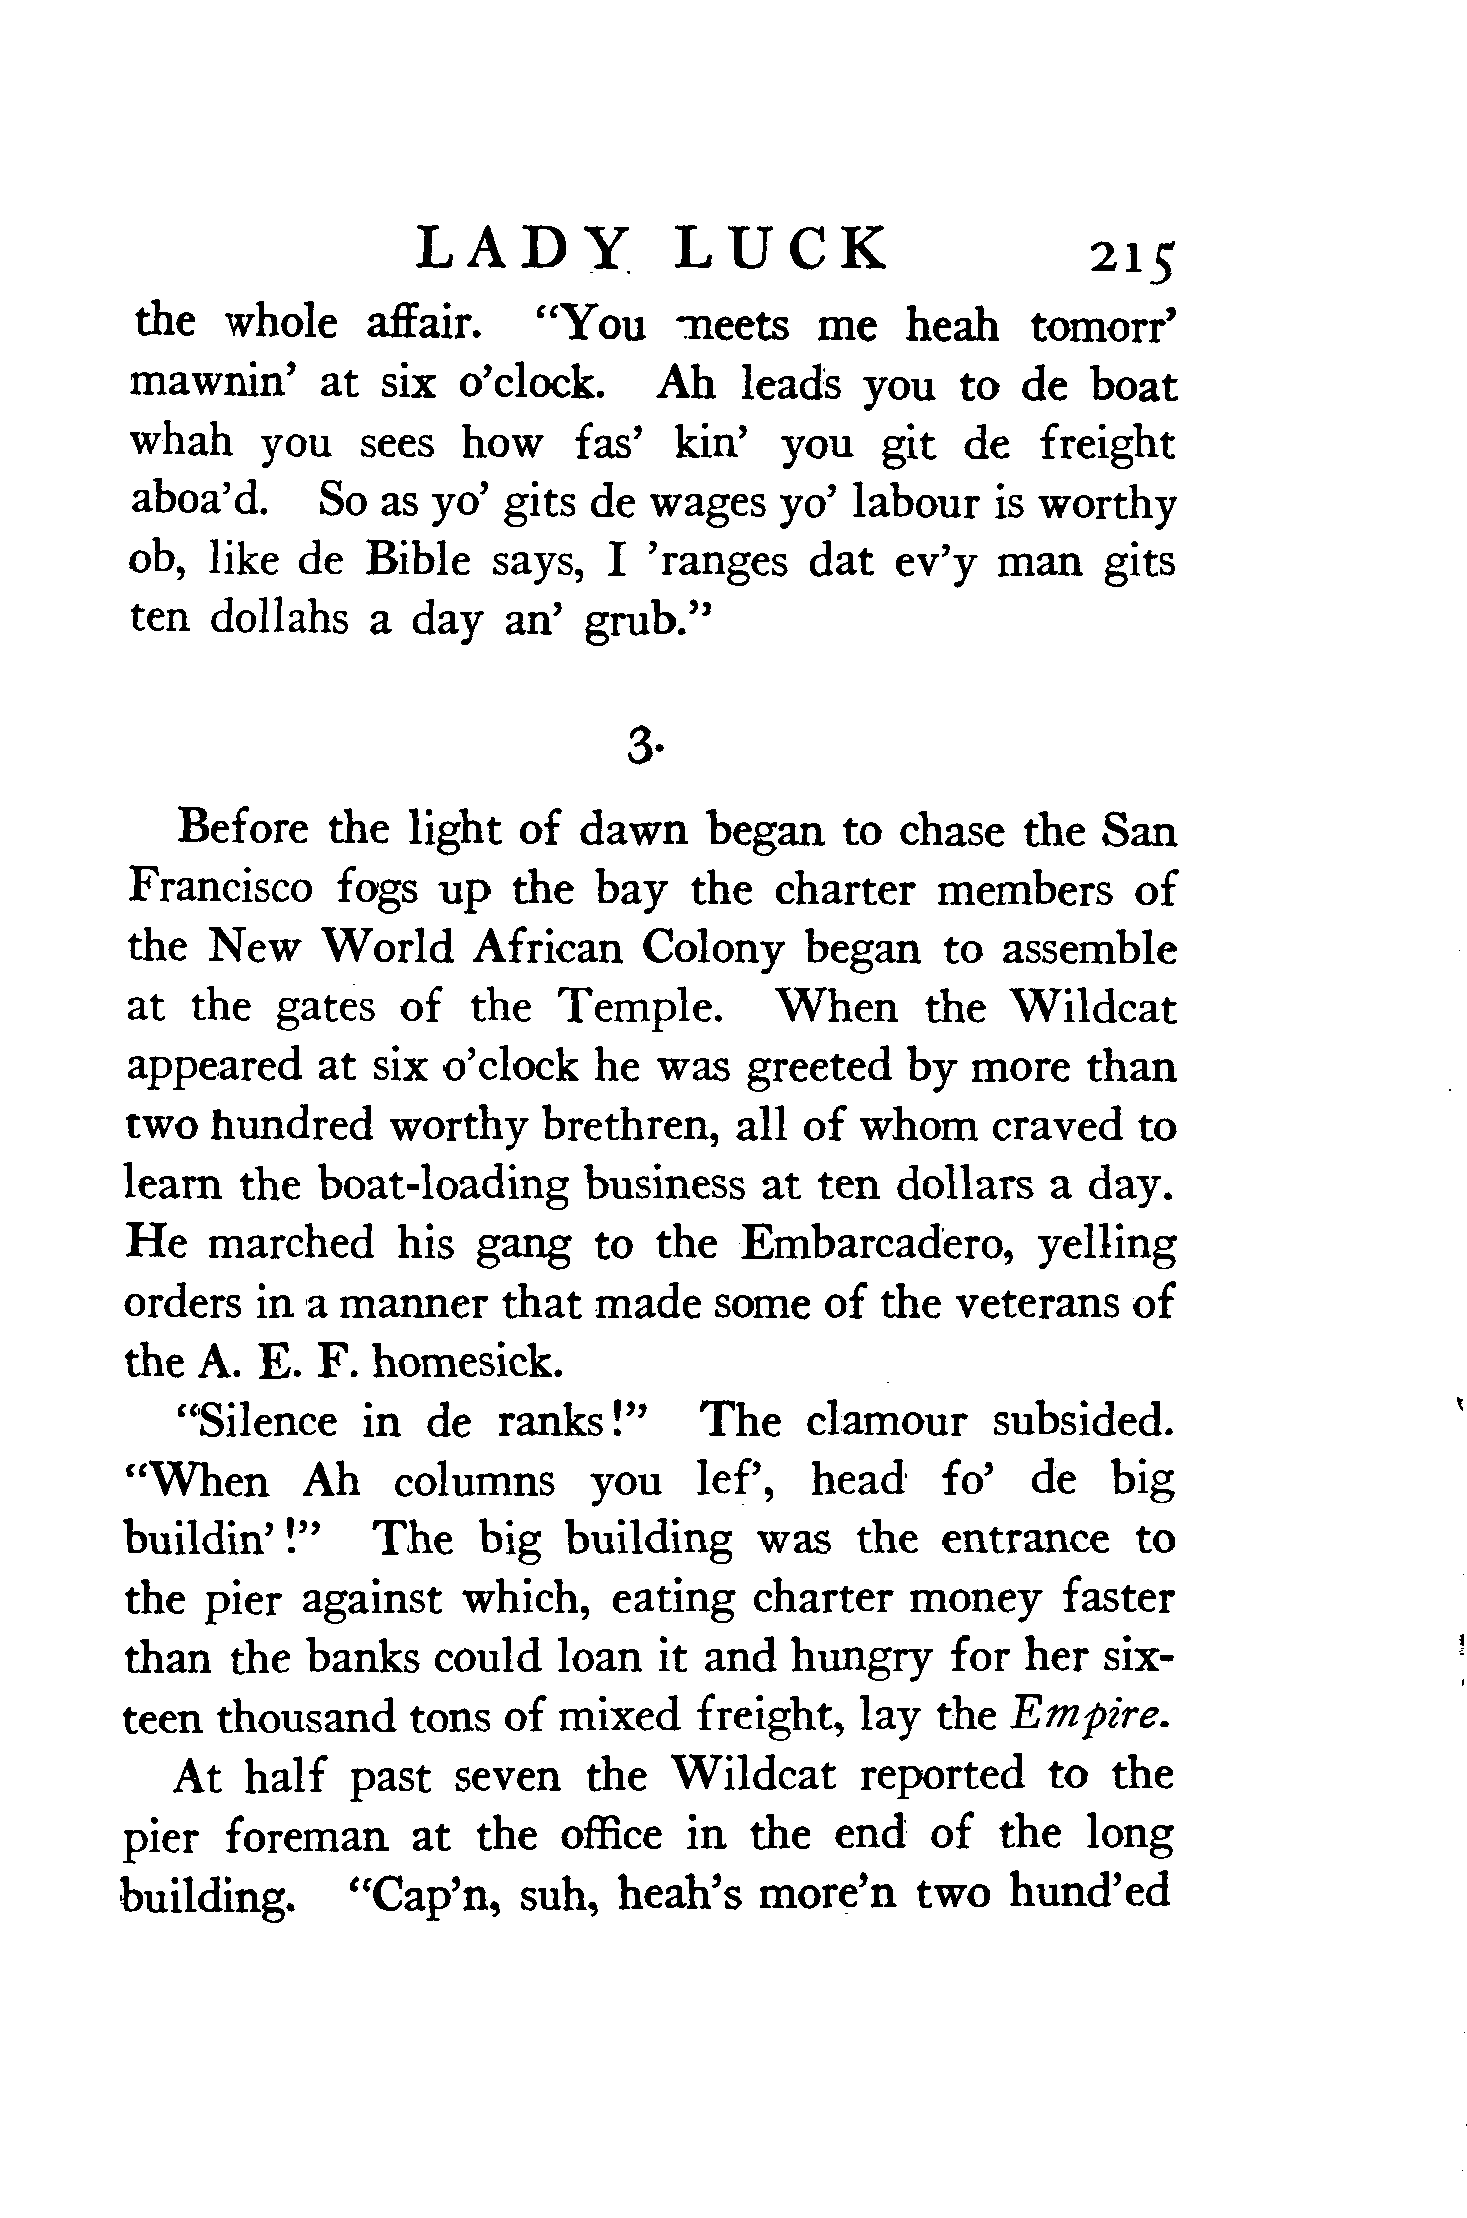 LADY LUCK 215
the whole affair. “You meets me heah tomorr’
mawnin’ at six o’clock. Ah leads you to de boat
whah you sees how fas’ kin’ you git de freight
aboa’d. So as yo’ gits de wages yo’ labour is worthy
ob, like de Bible says, I ’ranges dat ev’y man gits
ten dollahs a day an’ grub.”
3.
Before the light of dawn began to chase the San
Francisco fogs up the bay the charter members of
the New World African Colony began to assemble
at the gates of the Temple. When the Wildcat
appeared at six o’clock he was greeted by more than
two hundred worthy brethren, all of whom craved to
learn the boat-loading business at ten dollars a day.
He marched his gang to the Embarcadero, yelling
orders in a manner that made some of the veterans of
the A. E. F. homesick.
“Silence in de ranks!” The clamour subsided.
“When Ah columns you lef’, head fo’ de big
buildin’!” The big building was the entrance to
the pier against which, eating charter money faster
than the banks could loan it and hungry for her six-
teen thousand tons of mixed freight, lay the Empire.
At half past seven the Wildcat reported to the
pier foreman at the office in the end of the long
building. “Cap’n, suh, heah’s more’n two hund’ed